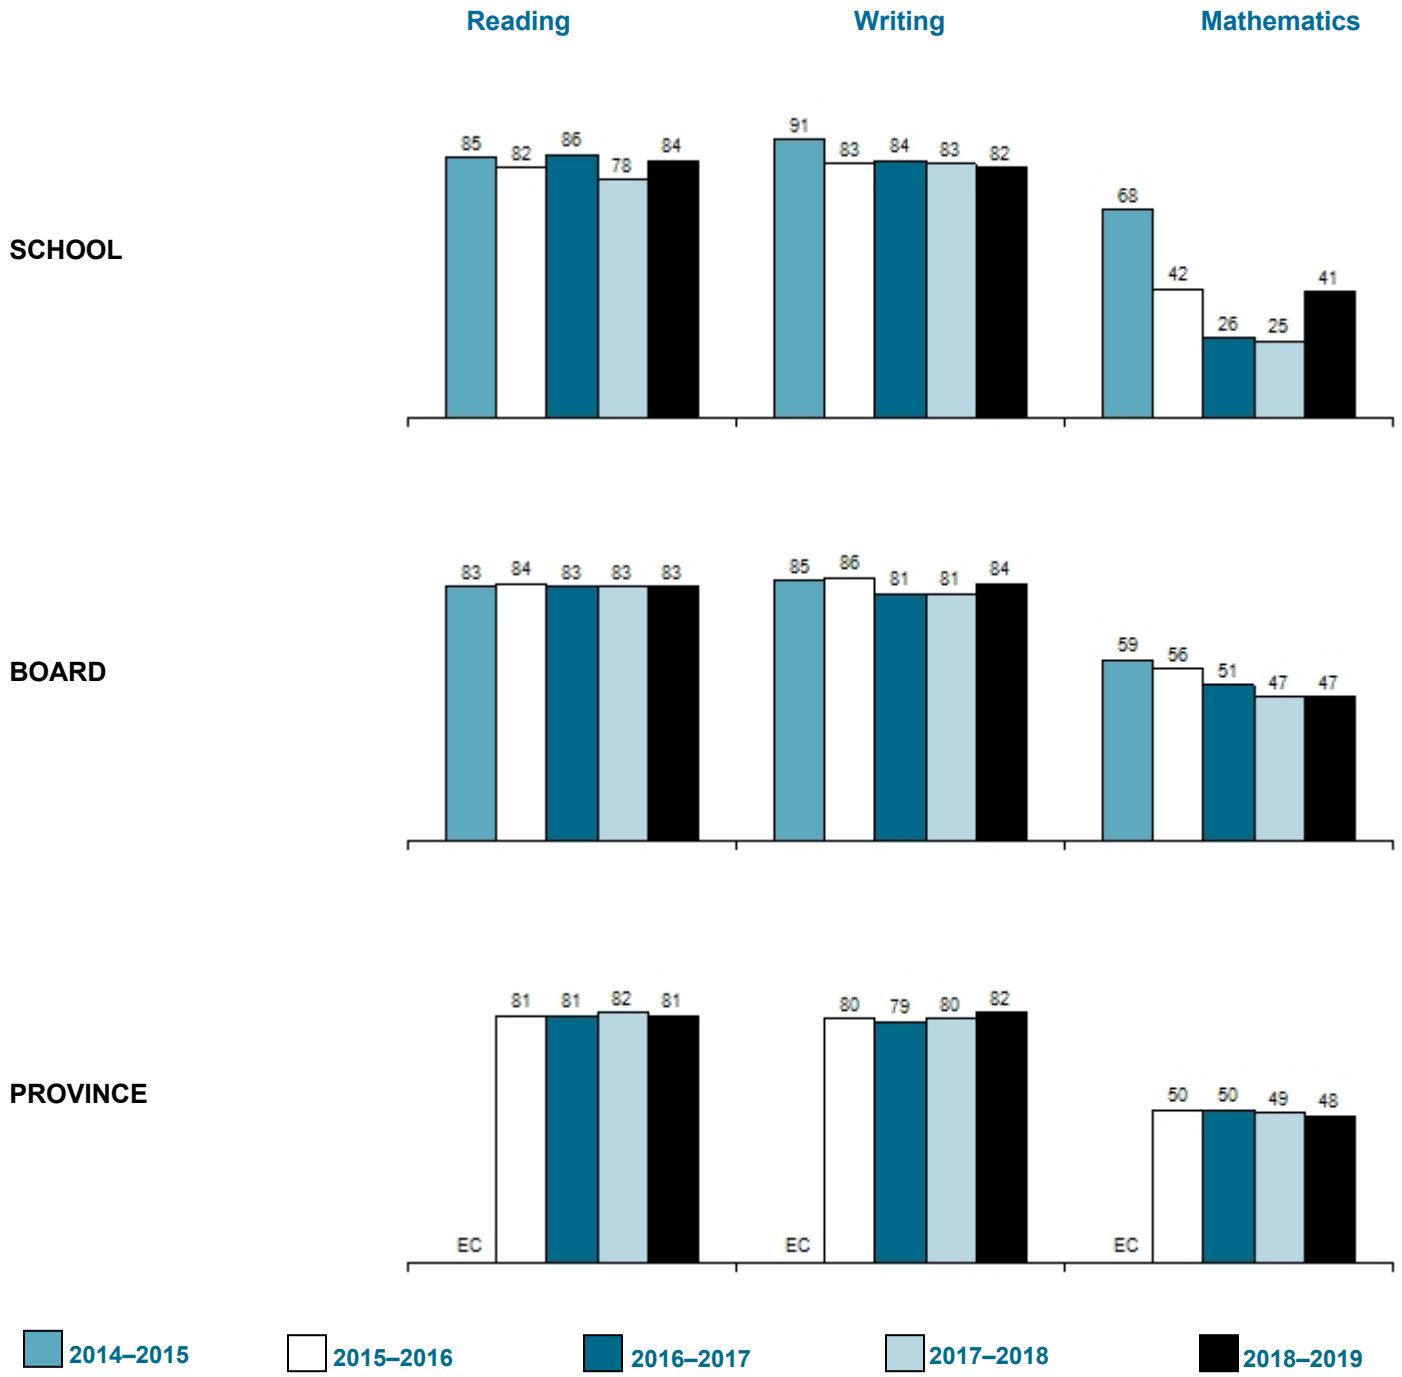 Reading Writing Mathematics
85 82 86 78 84 91 83 84 83 82 68 42 26 25 41
SCHOOL
83 84 83 83 83 85 86 81 81 84 59 56 51 47 47
BOARD
81 81 82 81 80 79 80 82 50 50 49 48
PROVINCE
EC EC EC
2014–2015 2015–2016 2016–2017 2017–2018 2018–2019